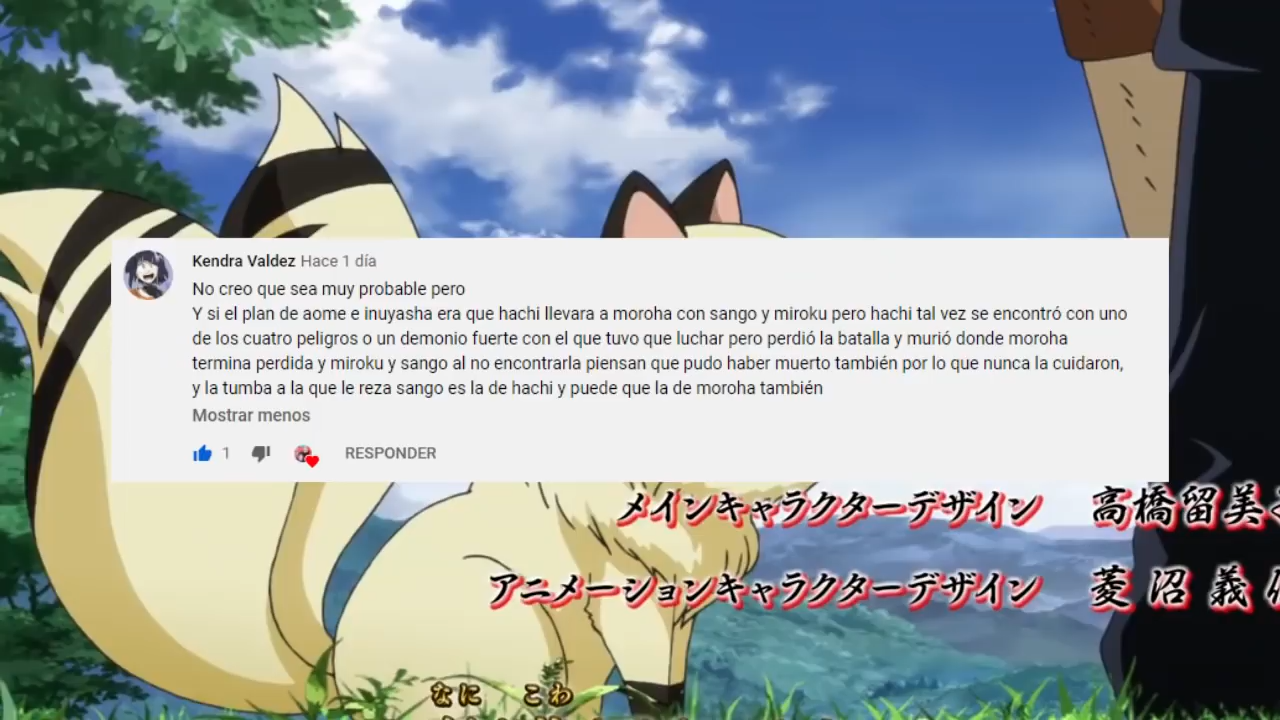 Kendra Valdez Hace 1 día
No creo que sea muy probable pero
Y si el plan de aome e inuyasha era que hachi llevara a moroha con sango y miroku pero hachi tal vez se encontró con uno
de los cuatro peligros o un demonio fuerte con el que tuvo que luchar pero perdió la batalla y murió donde moroha
termina perdida y miroku y sango al no encontrarla piensan que pudo haber muerto también por lo que nunca la cuidaron,
y la tumba a la que le reza sango es la de hachi y puede que la de moroha también
Mostrar menos
1 RESPONDER
メインキャラクターデザイン 高橋留美
アニメーションキャラクターデザイン 菱沼義
なに こわ